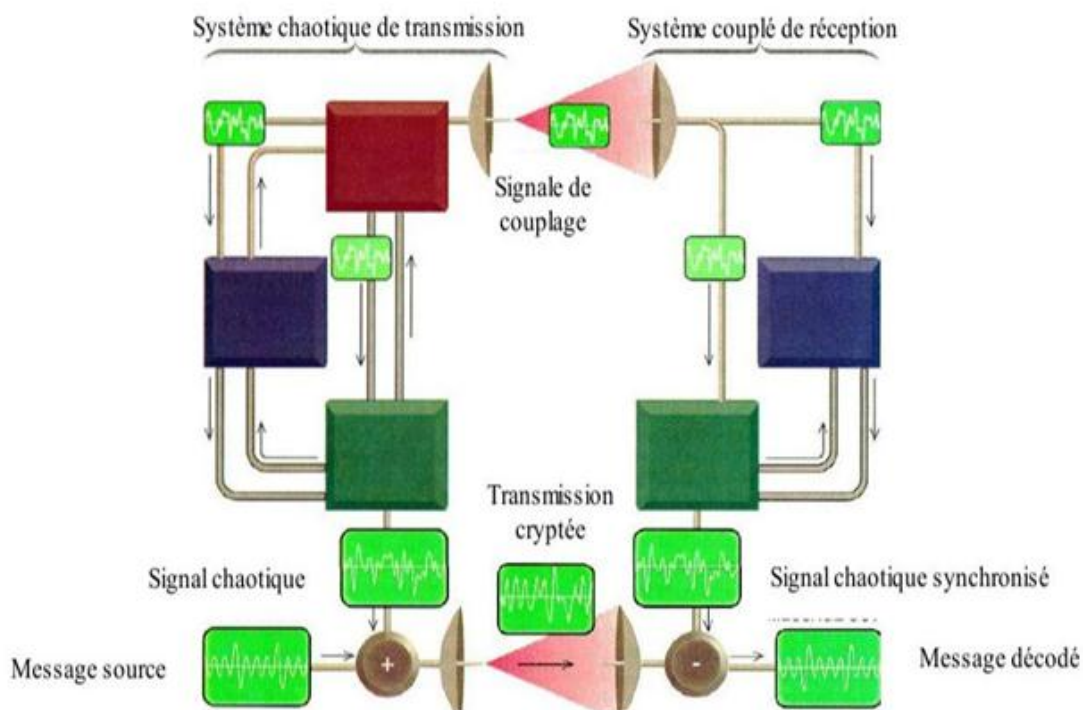 Système chaotique de transmission
Système couplé de réception
Signale de
couplage
Transmission
cryptée
Signal chaotique
Signal chaotique synchronisé
Message source
+
-
Message décodé